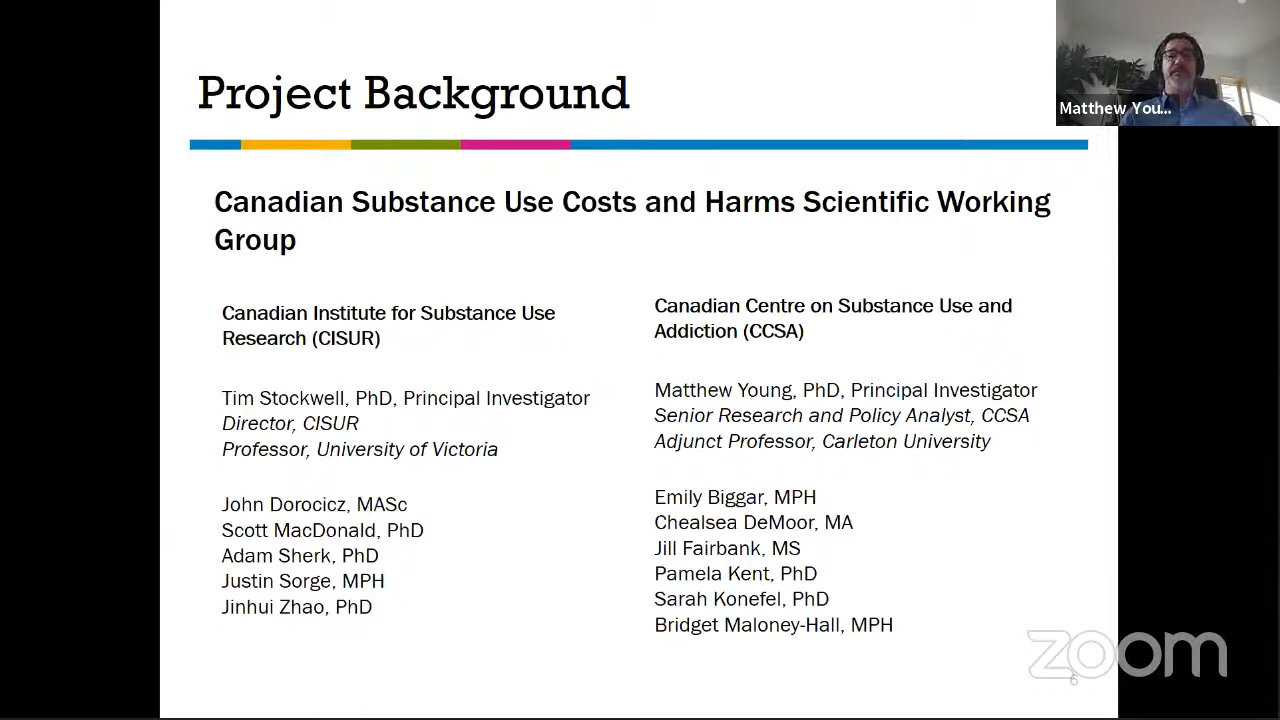 Project Background
Matthew You...
Canadian Substance Use Costs and Harms Scientific Working
Group
Canadian Institute for Substance Use
Research (CISUR)
Tim Stockwell, PhD, Principal Investigator
Director, CISUR
Professor, University of Victoria
John Dorocicz, MASc
Scott MacDonald, PhD
Adam Sherk, PhD
Justin Sorge, MPH
Jinhui Zhao, PhD
Canadian Centre on Substance Use and
Addiction (CCSA)
Matthew Young, PhD, Principal Investigator
Senior Research and Policy Analyst, CCSA
Adjunct Professor, Carleton University
Emily Biggar, MPH
Chealsea DeMoor, MA
Jill Fairbank, MS
Pamela Kent, PhD
Sarah Konefel, PhD
Bridget Maloney-Hall, MPH
zoom